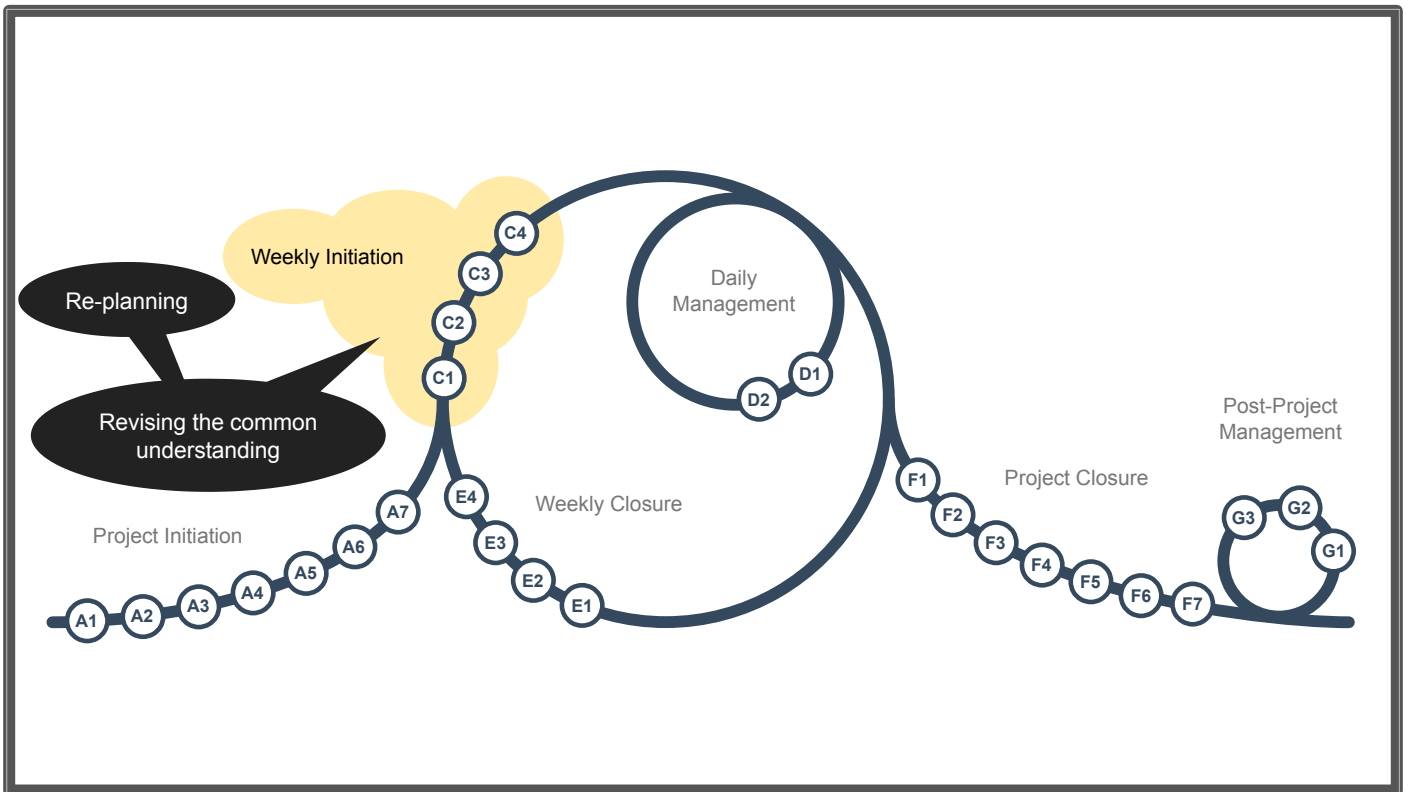 C4
Weekly Initiation
C3
Daily
Management
Re-planning
C2
C1
D1
D2
Post-Project
Management
Revising the common
understanding
E4
Weekly Closure
Project Closure
F1
A7
F2
G3
G2
G1
Project Initiation
A6
E3
F3
A5
E2
F4
A4
F5
A3
E1
F6
A2
F7
A1